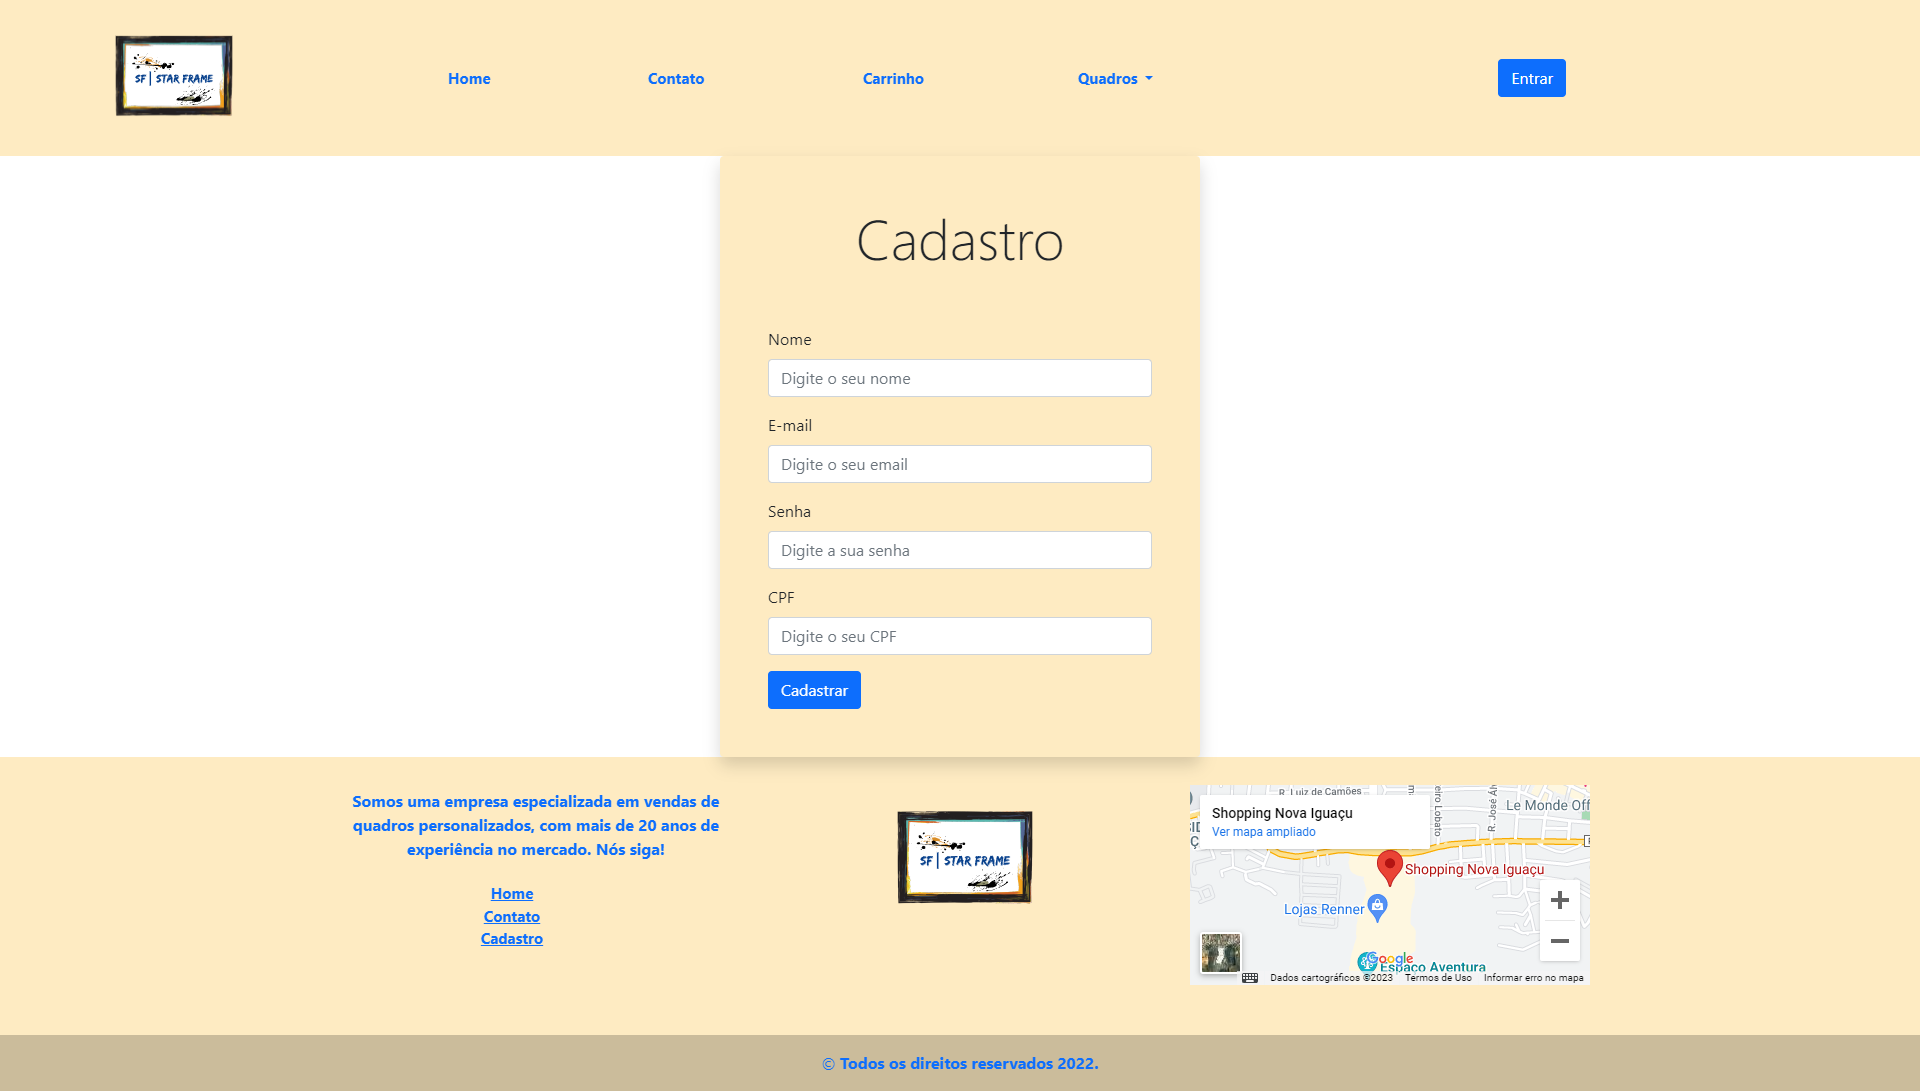 SF | STAR FRAME
Home
Contato
Carrinho
Quadros
Entrar
Cadastro
Nome
Digite o seu nome
E-mail
Digite o seu email
Senha
Digite a sua senha
CPF
Digite o seu CPF
Cadastrar
Somos uma empresa especializada em vendas de
quadros personalizados, com mais de 20 anos de
experiência no mercado. Nós siga!
Home
Contato
Cadastro
SF | STAR FRAME
R. Luiz de Camões
eiro Lobato
R. José Al
Le Monde Off
Shopping Nova Iguaçu
Ver mapa ampliado
Shopping Nova Iguaçu
Lojas Renner
Google
Espaço Aventura
Dados cartográficos ©2023
Termos de Uso
Informar erro no mapa
© Todos os direitos reservados 2022.